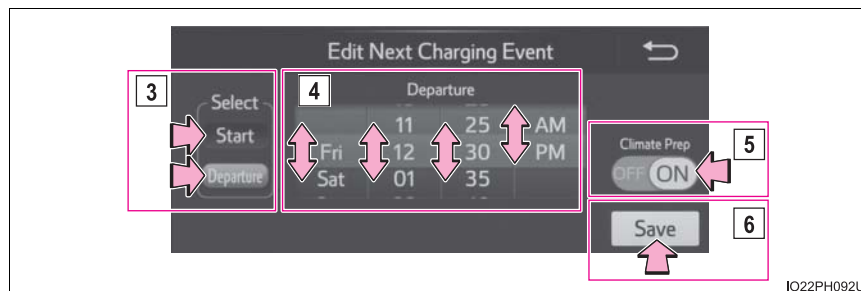 Edit Next Charging Event
3
Select
Start
Departure
4
Departure
11 25 AM
Fri 12 30 PM
Sat 01 35
Climate Prep
OFF ON
5
Save
6
IO22PH092U